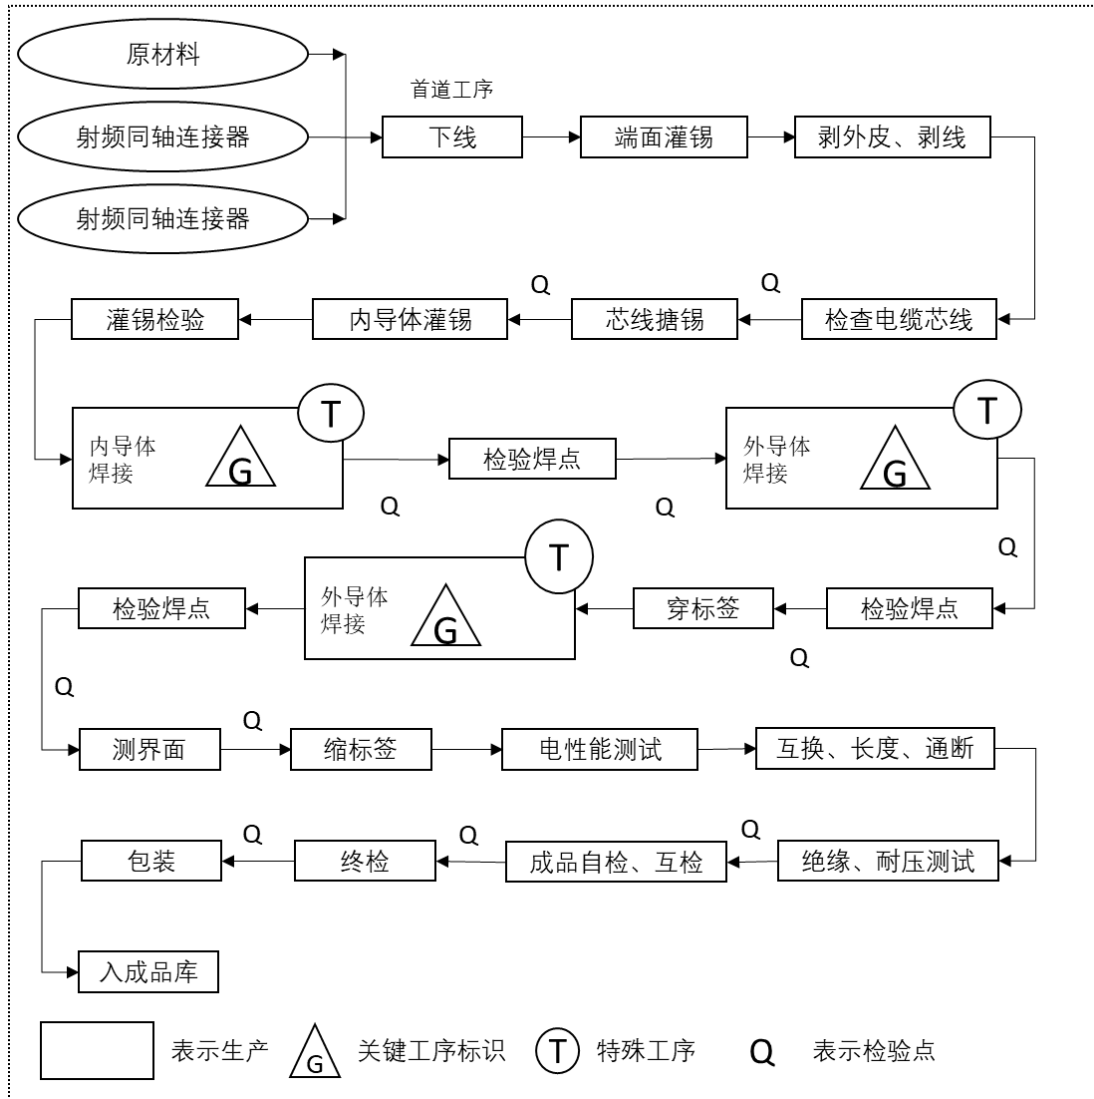 原材料
首道工序
射频同轴连接器
下线
端面灌锡
剥外皮、剥线
射频同轴连接器
Q
Q
灌锡检验
内导体灌锡
芯线搪锡
检查电缆芯线
T
T
内导体
焊接
G
检验焊点
外导体
焊接
G
Q
Q
Q
T
检验焊点
外导体
焊接
G
穿标签
检验焊点
Q
Q
Q
测界面
缩标签
电性能测试
互换、长度、通断
Q
Q
Q
包装
终检
成品自检、互检
绝缘、耐压测试
入成品库
表示生产
G
关键工序标识
T
特殊工序
Q
表示检验点